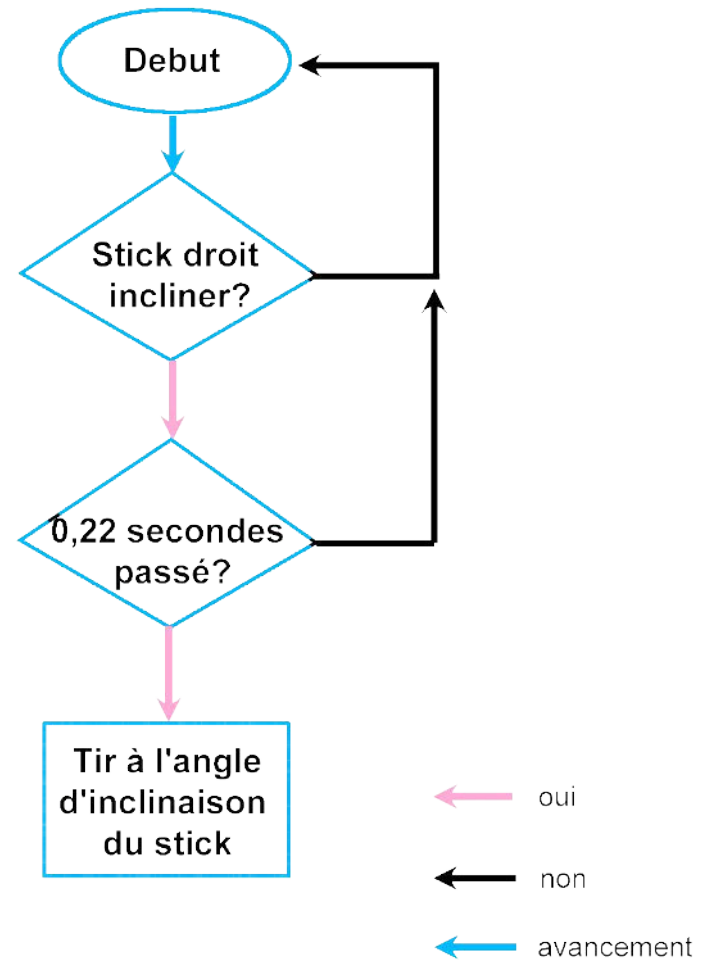 Debut
Stick droit
incliner?
0,22 secondes
passé?
Tir à l'angle
d'inclinaison
du stick
oui
non
avancement